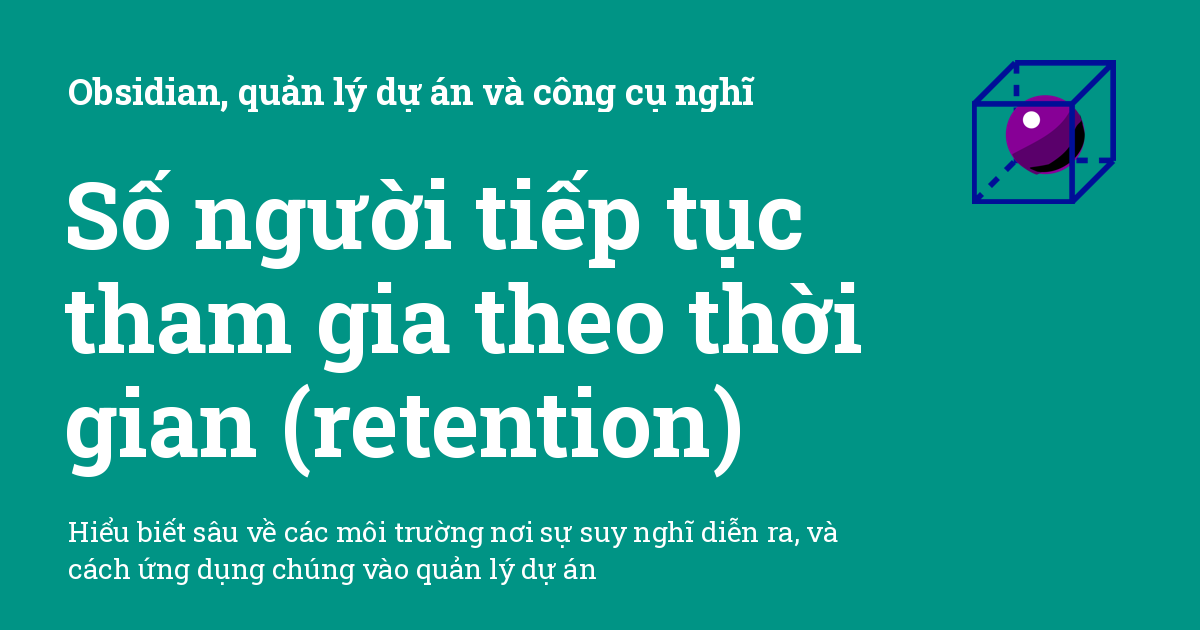 Obsidian, quản lý dự án và công cụ nghĩ
Số người tiếp tục
tham gia theo thời
gian (retention)
Hiểu biết sâu về các môi trường nơi sự suy nghĩ diễn ra, và
cách ứng dụng chúng vào quản lý dự án